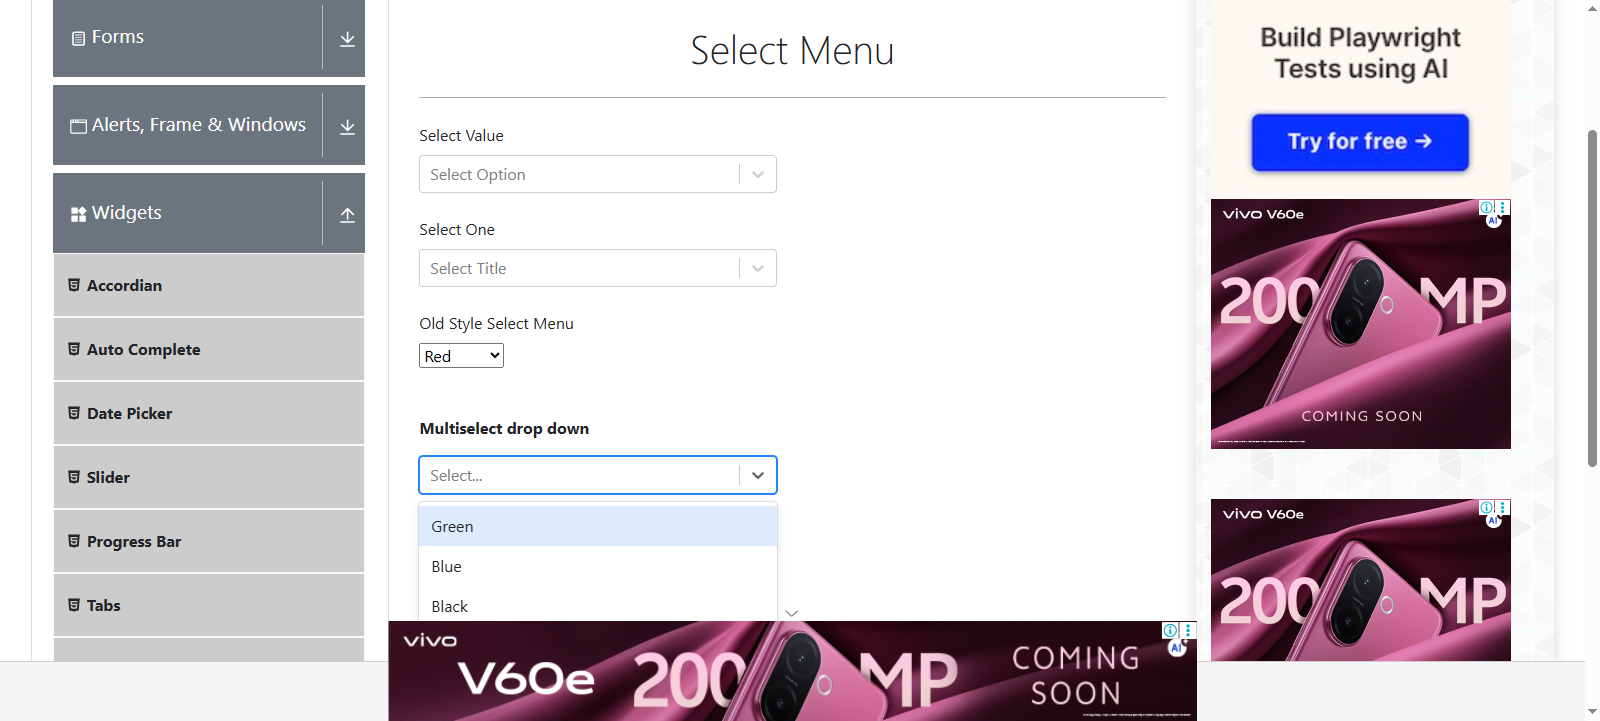 Forms
Alerts, Frame & Windows
Widgets
Accordian
Auto Complete
Date Picker
Slider
Progress Bar
Tabs
Select Menu
Select Value
Select Option
Select One
Select Title
Old Style Select Menu
Red
Multiselect drop down
Select...
Green
Blue
Black
vivo
V60e
200 MP
COMING
SOON
AI
Build Playwright
Tests using AI
Try for free →
vivo V60e
AI
200 MP
COMING SOON
vivo V60e
AI
200 MP